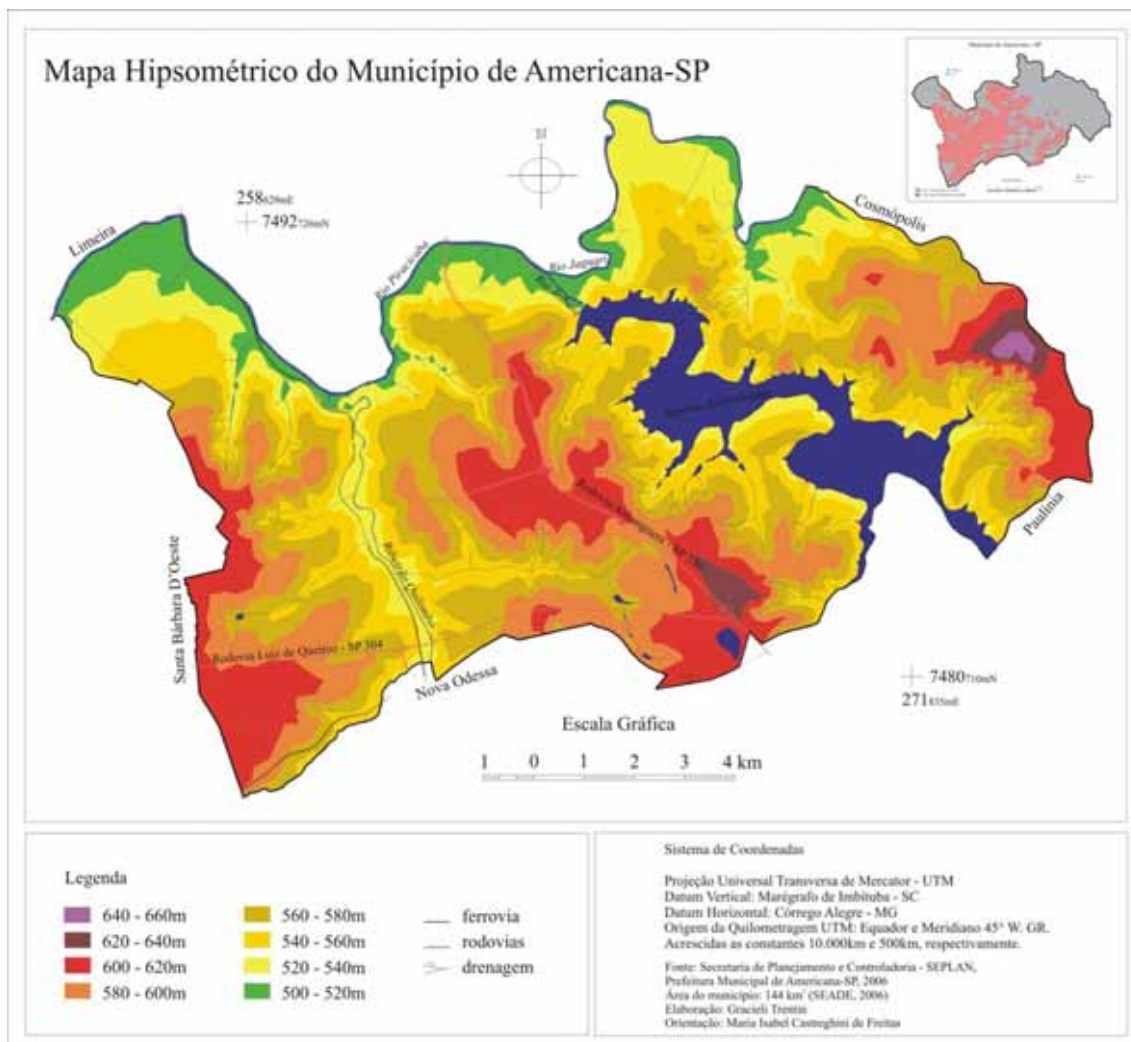 Mapa Hipsométrico do Município de Americana-SP
N
258629mE
7492720mN
Limeira
Rio Piracicaba
Rio Jaguari
Cosmópolis
Paulínia
Santa Bárbara D'Oeste
Ribeirão Quilombo
Rodovia Luiz de Queiroz - SP 304
Nova Odessa
7480710mN
271835mE
Escala Gráfica
1 0 1 2 3 4 km
Legenda
640 - 660m
620 - 640m
600 - 620m
580 - 600m
560 - 580m
540 - 560m
520 - 540m
500 - 520m
ferrovia
rodovias
drenagem
Sistema de Coordenadas
Projeção Universal Transversa de Mercator - UTM
Datum Vertical: Marégrafo de Imbituba - SC
Datum Horizontal: Córrego Alegre - MG
Origem da Quilometragem UTM: Equador e Meridiano 45° W. GR.
Acrescidas as constantes 10.000km e 500km, respectivamente.
Fonte: Secretaria de Planejamento e Controladoria - SEPLAN,
Prefeitura Municipal de Americana-SP, 2006
Área do município: 144 km² (SEADE, 2006)
Elaboração: Gracieli Trentin
Orientação: Maria Isabel Castreghini de Freitas